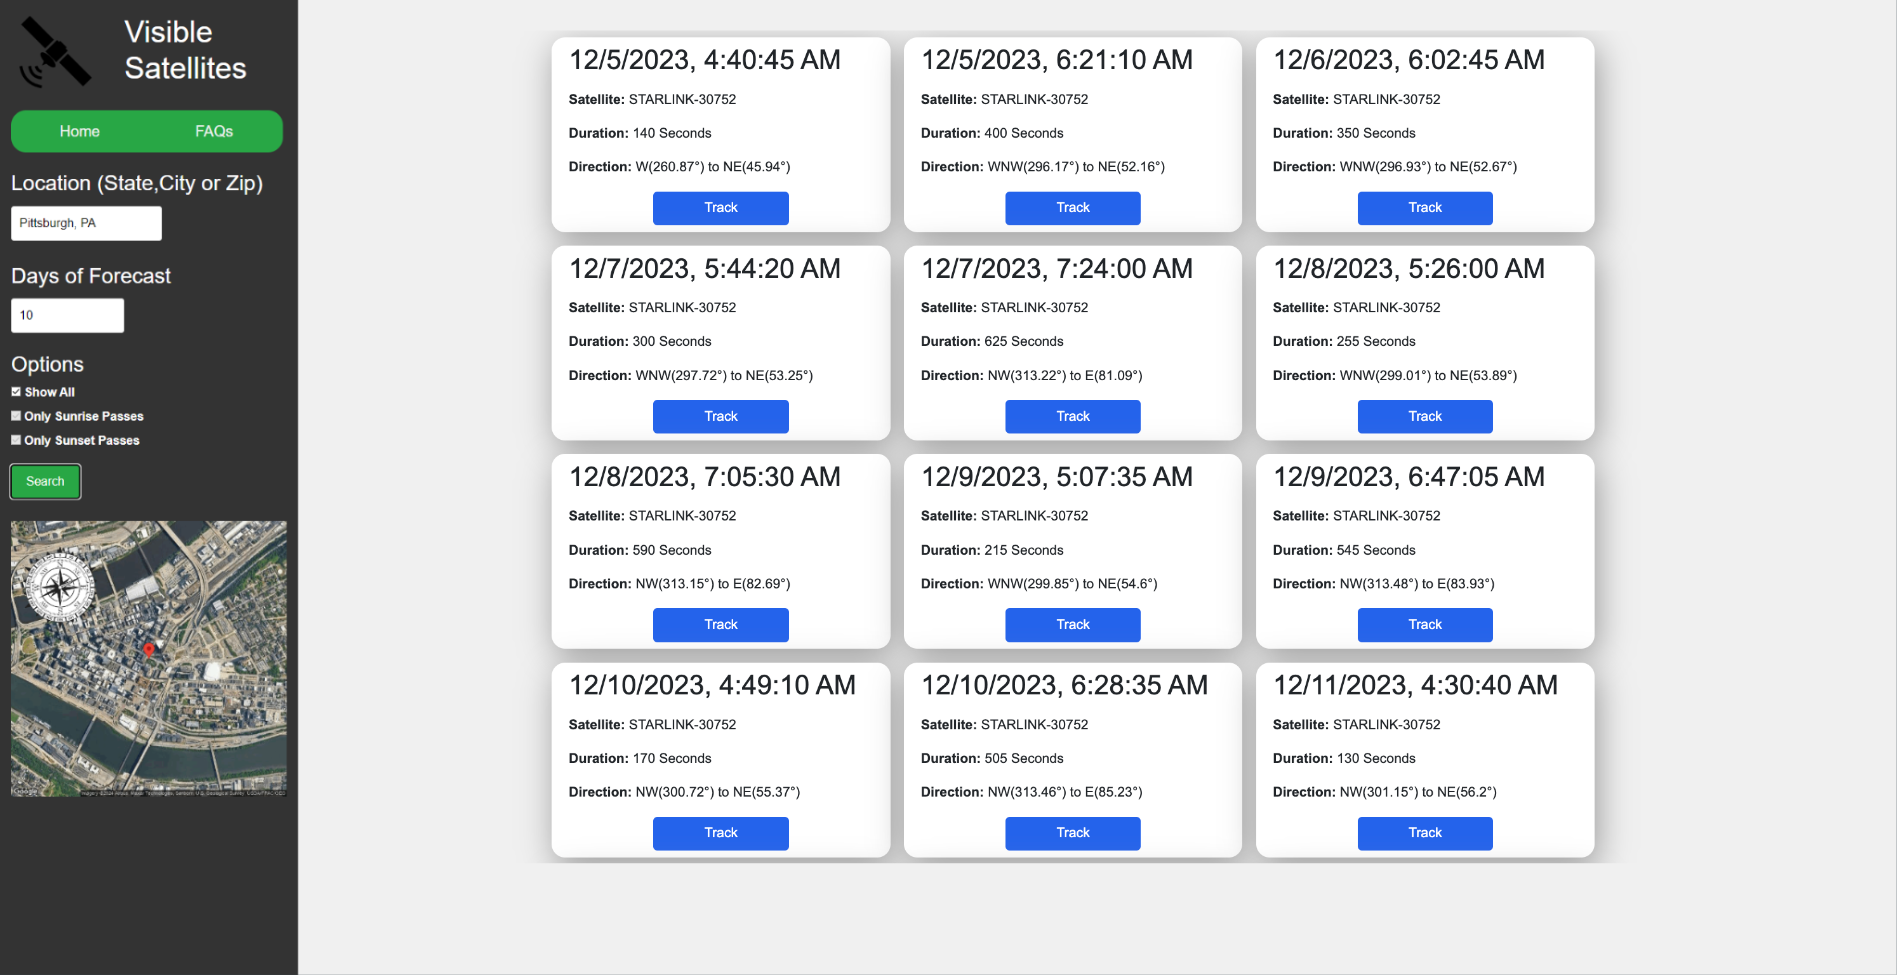 Visible
Satellites
Home FAQs
Location (State,City or Zip)
Pittsburgh, PA
Days of Forecast
10
Options
Show All
Only Sunrise Passes
Only Sunset Passes
Search
Google
12/5/2023, 4:40:45 AM
Satellite: STARLINK-30752
Duration: 140 Seconds
Direction: W(260.87°) to NE(45.94°)
Track
12/5/2023, 6:21:10 AM
Satellite: STARLINK-30752
Duration: 400 Seconds
Direction: WNW(296.17°) to NE(52.16°)
Track
12/6/2023, 6:02:45 AM
Satellite: STARLINK-30752
Duration: 350 Seconds
Direction: WNW(296.93°) to NE(52.67°)
Track
12/7/2023, 5:44:20 AM
Satellite: STARLINK-30752
Duration: 300 Seconds
Direction: WNW(297.72°) to NE(53.25°)
Track
12/7/2023, 7:24:00 AM
Satellite: STARLINK-30752
Duration: 625 Seconds
Direction: NW(313.22°) to E(81.09°)
Track
12/8/2023, 5:26:00 AM
Satellite: STARLINK-30752
Duration: 255 Seconds
Direction: WNW(299.01°) to NE(53.89°)
Track
12/8/2023, 7:05:30 AM
Satellite: STARLINK-30752
Duration: 590 Seconds
Direction: NW(313.15°) to E(82.69°)
Track
12/9/2023, 5:07:35 AM
Satellite: STARLINK-30752
Duration: 215 Seconds
Direction: WNW(299.85°) to NE(54.6°)
Track
12/9/2023, 6:47:05 AM
Satellite: STARLINK-30752
Duration: 545 Seconds
Direction: NW(313.48°) to E(83.93°)
Track
12/10/2023, 4:49:10 AM
Satellite: STARLINK-30752
Duration: 170 Seconds
Direction: NW(300.72°) to NE(55.37°)
Track
12/10/2023, 6:28:35 AM
Satellite: STARLINK-30752
Duration: 505 Seconds
Direction: NW(313.46°) to E(85.23°)
Track
12/11/2023, 4:30:40 AM
Satellite: STARLINK-30752
Duration: 130 Seconds
Direction: NW(301.15°) to NE(56.2°)
Track